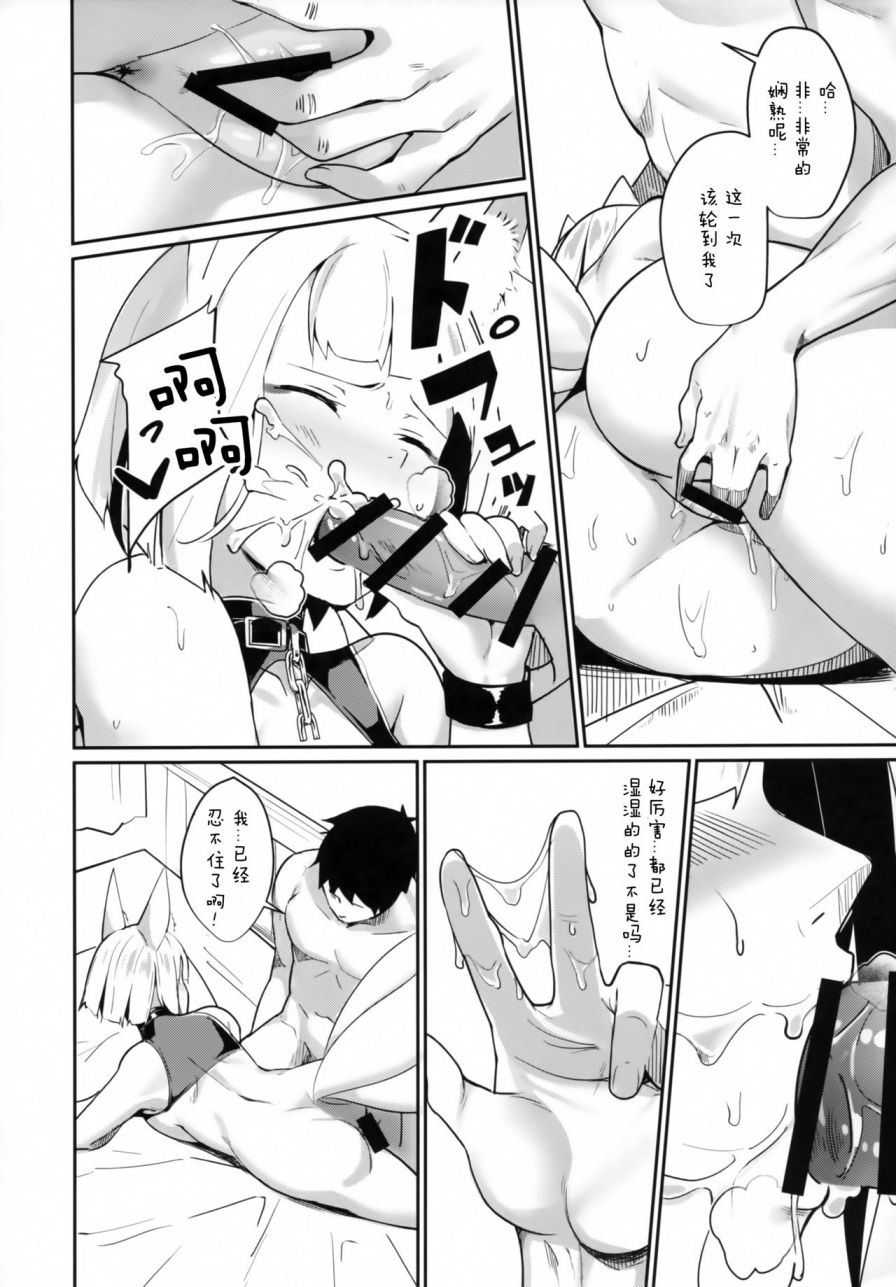 哈…
非…非常的
娴熟呢…
这一次
该轮到我了
ド
プュッ
啊
啊
好厉害…都已经
湿湿的的了不是吗…
我…已经
忍不住了啊！